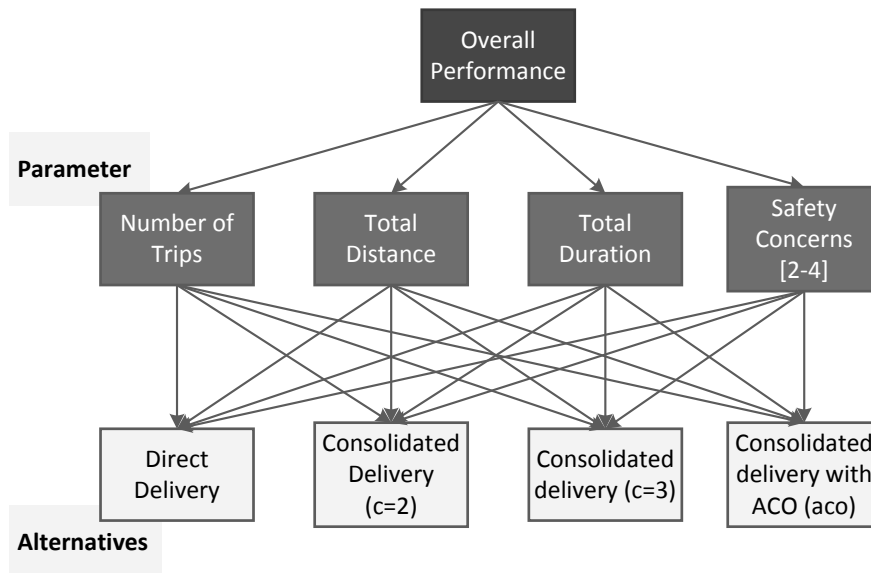 Overall
Performance
Parameter
Number of
Trips
Total
Distance
Total
Duration
Safety
Concerns
[2-4]
Direct
Delivery
Consolidated
Delivery
(c=2)
Consolidated
delivery (c=3)
Consolidated
delivery with
ACO (aco)
Alternatives